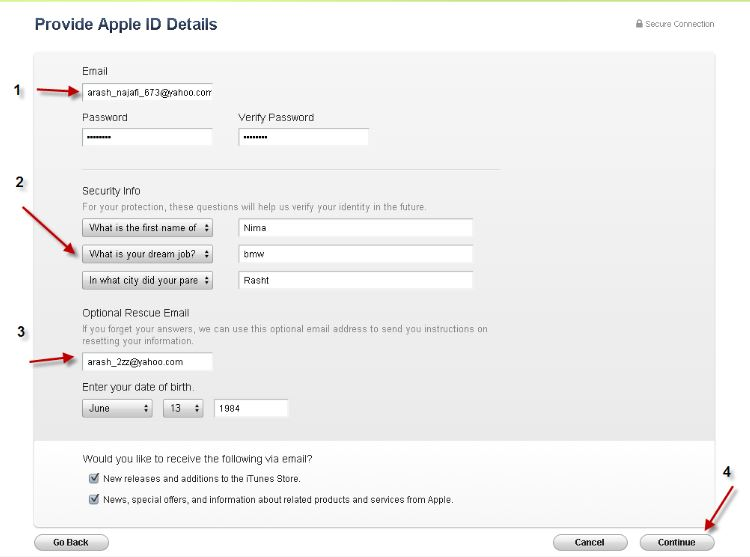 Provide Apple ID Details
Secure Connection
Email
1
arash_najafi_673@yahoo.com
Password Verify Password
•••••••• ••••••••
2
Security Info
For your protection, these questions will help us verify your identity in the future.
What is the first name of Nima
What is your dream job? bmw
In what city did your pare Rasht
Optional Rescue Email
3
If you forget your answers, we can use this optional email address to send you instructions on
resetting your information.
arash_2zz@yahoo.com
Enter your date of birth.
June 13 1984
Would you like to receive the following via email?
4
New releases and additions to the iTunes Store.
News, special offers, and information about related products and services from Apple.
Go Back Cancel Continue